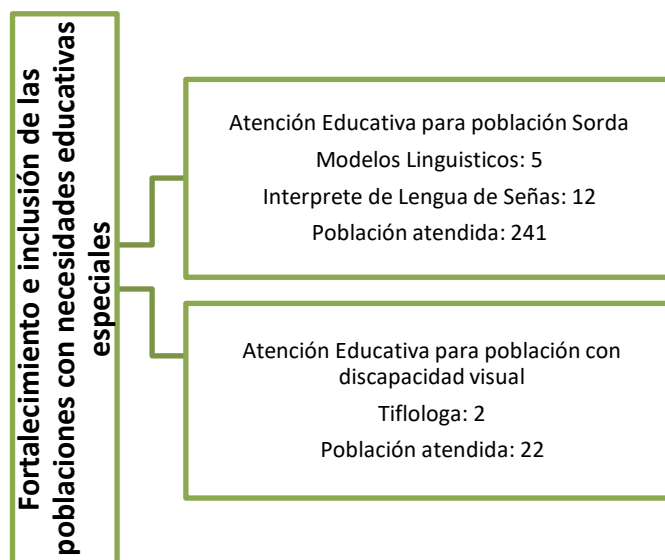 Fortalecimiento e inclusión de las
poblaciones con necesidades educativas
especiales
Atención Educativa para población Sorda
Modelos Linguisticos: 5
Interprete de Lengua de Señas: 12
Población atendida: 241
Atención Educativa para población con
discapacidad visual
Tiflologa: 2
Población atendida: 22